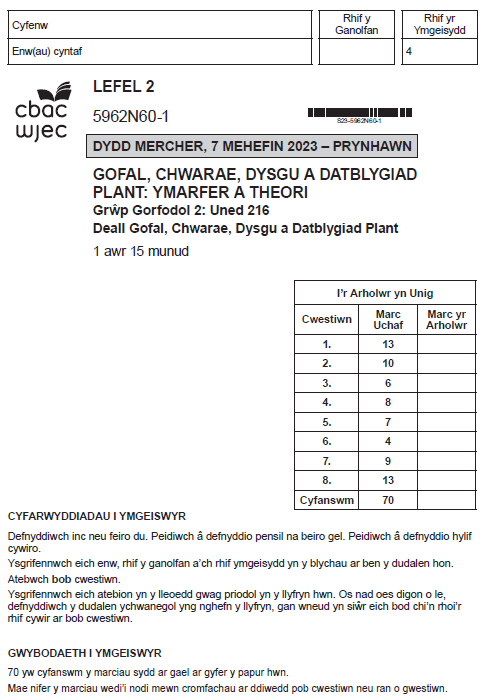 Cyfenw
Rhif y
Ganolfan
Rhif yr
Ymgeisydd
Enw(au) cyntaf
4
cbac
wjec
LEFEL 2
5962N60-1
S23-5962N60-1
DYDD MERCHER, 7 MEHEFIN 2023 – PRYNHAWN
GOFAL, CHWARAE, DYSGU A DATBLYGIAD
PLANT: YMARFER A THEORI
Grŵp Gorfodol 2: Uned 216
Deall Gofal, Chwarae, Dysgu a Datblygiad Plant
1 awr 15 munud
I'r Arholwr yn Unig
Cwestiwn
Marc
Uchaf
Marc yr
Arholwr
1. 13
2. 10
3. 6
4. 8
5. 7
6. 4
7. 9
8. 13
Cyfanswm 70
CYFARWYDDIADAU I YMGEISWYR
Defnyddiwch inc neu feiro du. Peidiwch â defnyddio pensil na beiro gel. Peidiwch â defnyddio hylif
cywiro.
Ysgrifennwch eich enw, rhif y ganolfan a'ch rhif ymgeisydd yn y blychau ar ben y dudalen hon.
Atebwch bob cwestiwn.
Ysgrifennwch eich atebion yn y lleoedd gwag priodol yn y llyfryn hwn. Os nad oes digon o le,
defnyddiwch y dudalen ychwanegol yng nghefn y llyfryn, gan wneud yn siŵr eich bod chi'n rhoi'r
rhif cywir ar bob cwestiwn.
GWYBODAETH I YMGEISWYR
70 yw cyfanswm y marciau sydd ar gael ar gyfer y papur hwn.
Mae nifer y marciau wedi'i nodi mewn cromfachau ar ddiwedd pob cwestiwn neu ran o gwestiwn.